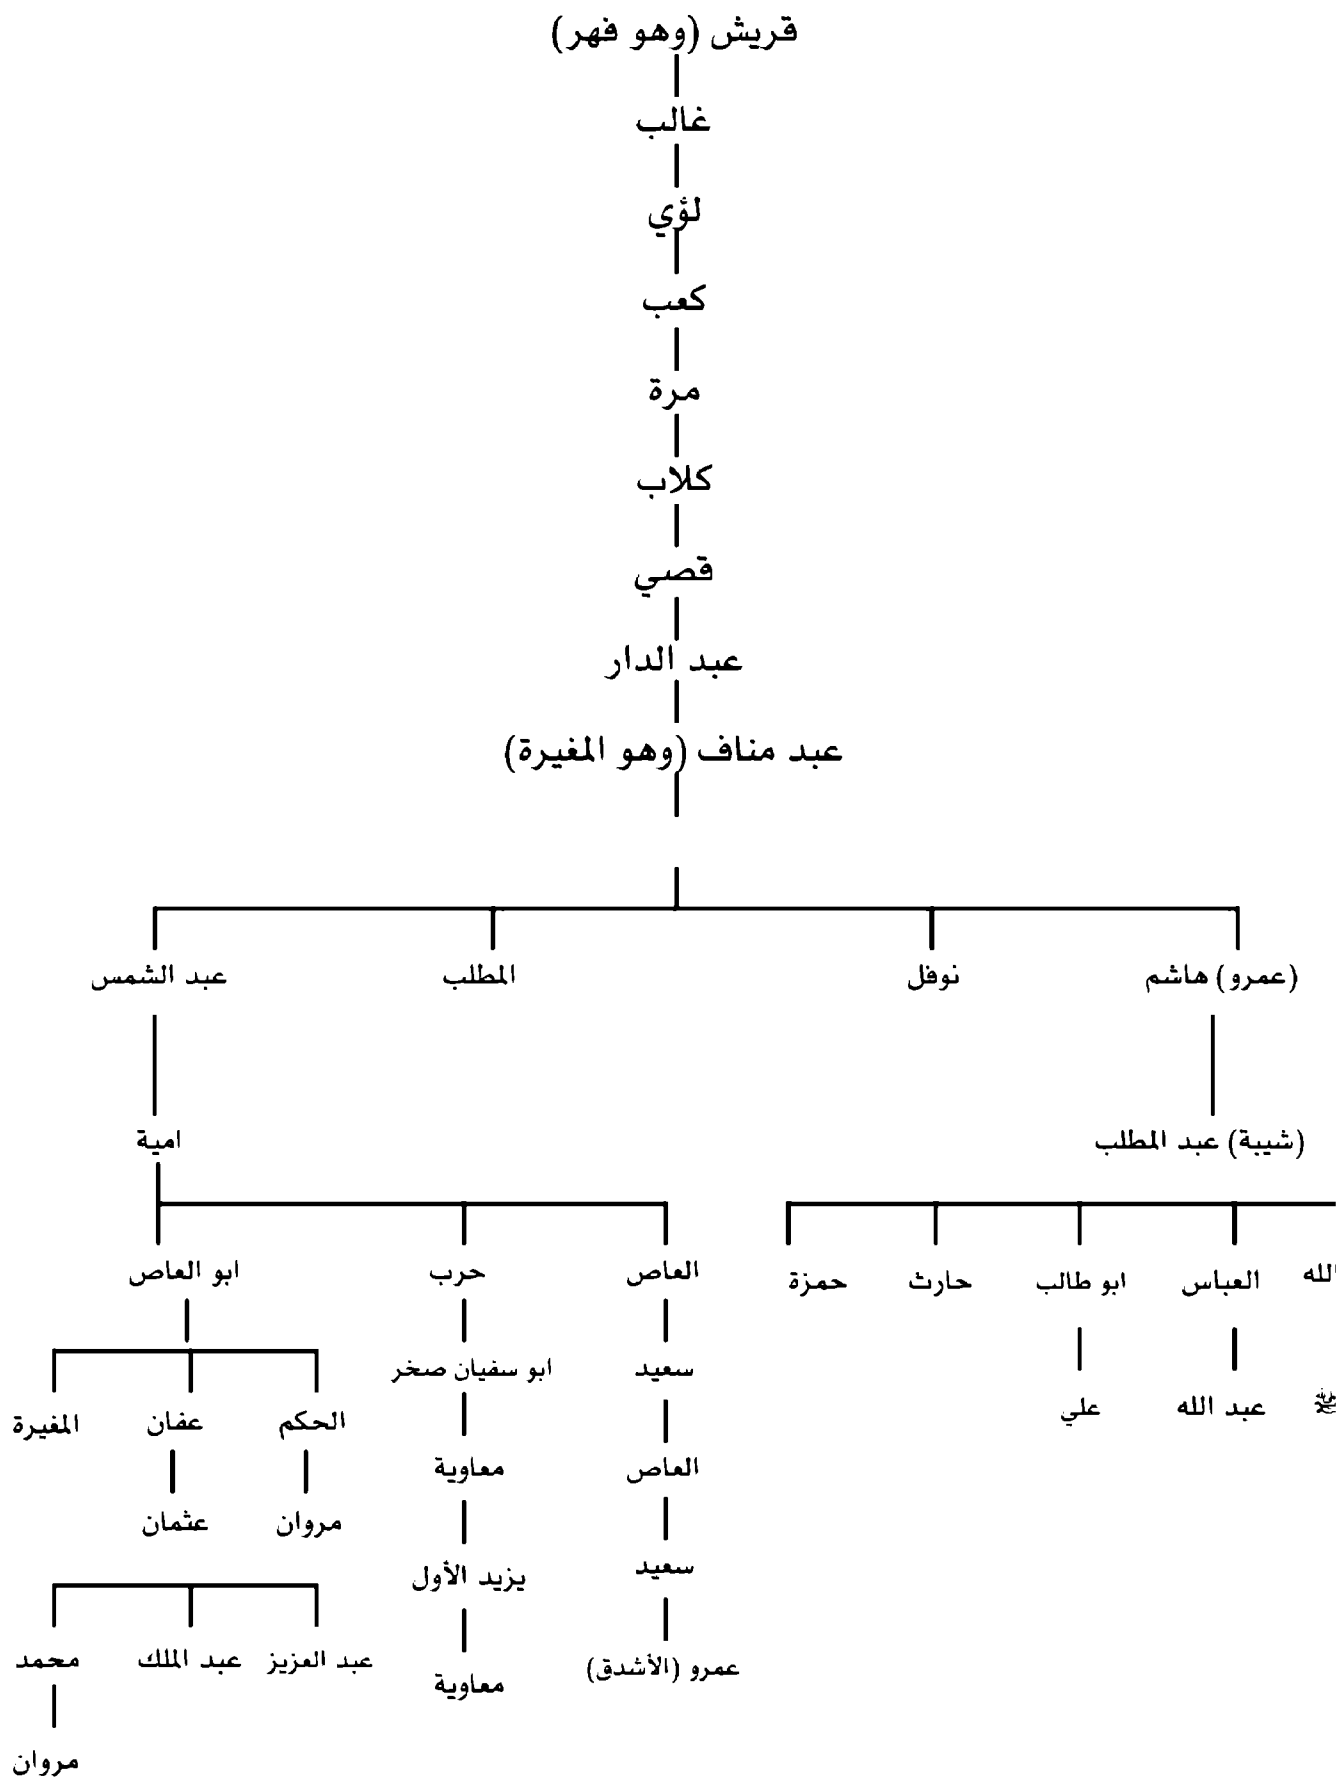 قريش (وهو فهر)
غالب
لؤي
كعب
مرة
كلاب
قصي
عبد الدار
عبد مناف (وهو المغيرة)
(عمرو) هاشم نوفل المطلب عبد الشمس
(شيبة) عبد المطلب امية
الله العباس ابو طالب حارث حمزة العاص حرب ابو العاص
سعيد ابو سفيان صخر
ﷺ عبد الله علي الحكم عفان المغيرة
العاص معاوية
مروان عثمان
سعيد يزيد الأول
عمرو (الأشدق) معاوية عبد العزيز عبد الملك محمد
مروان